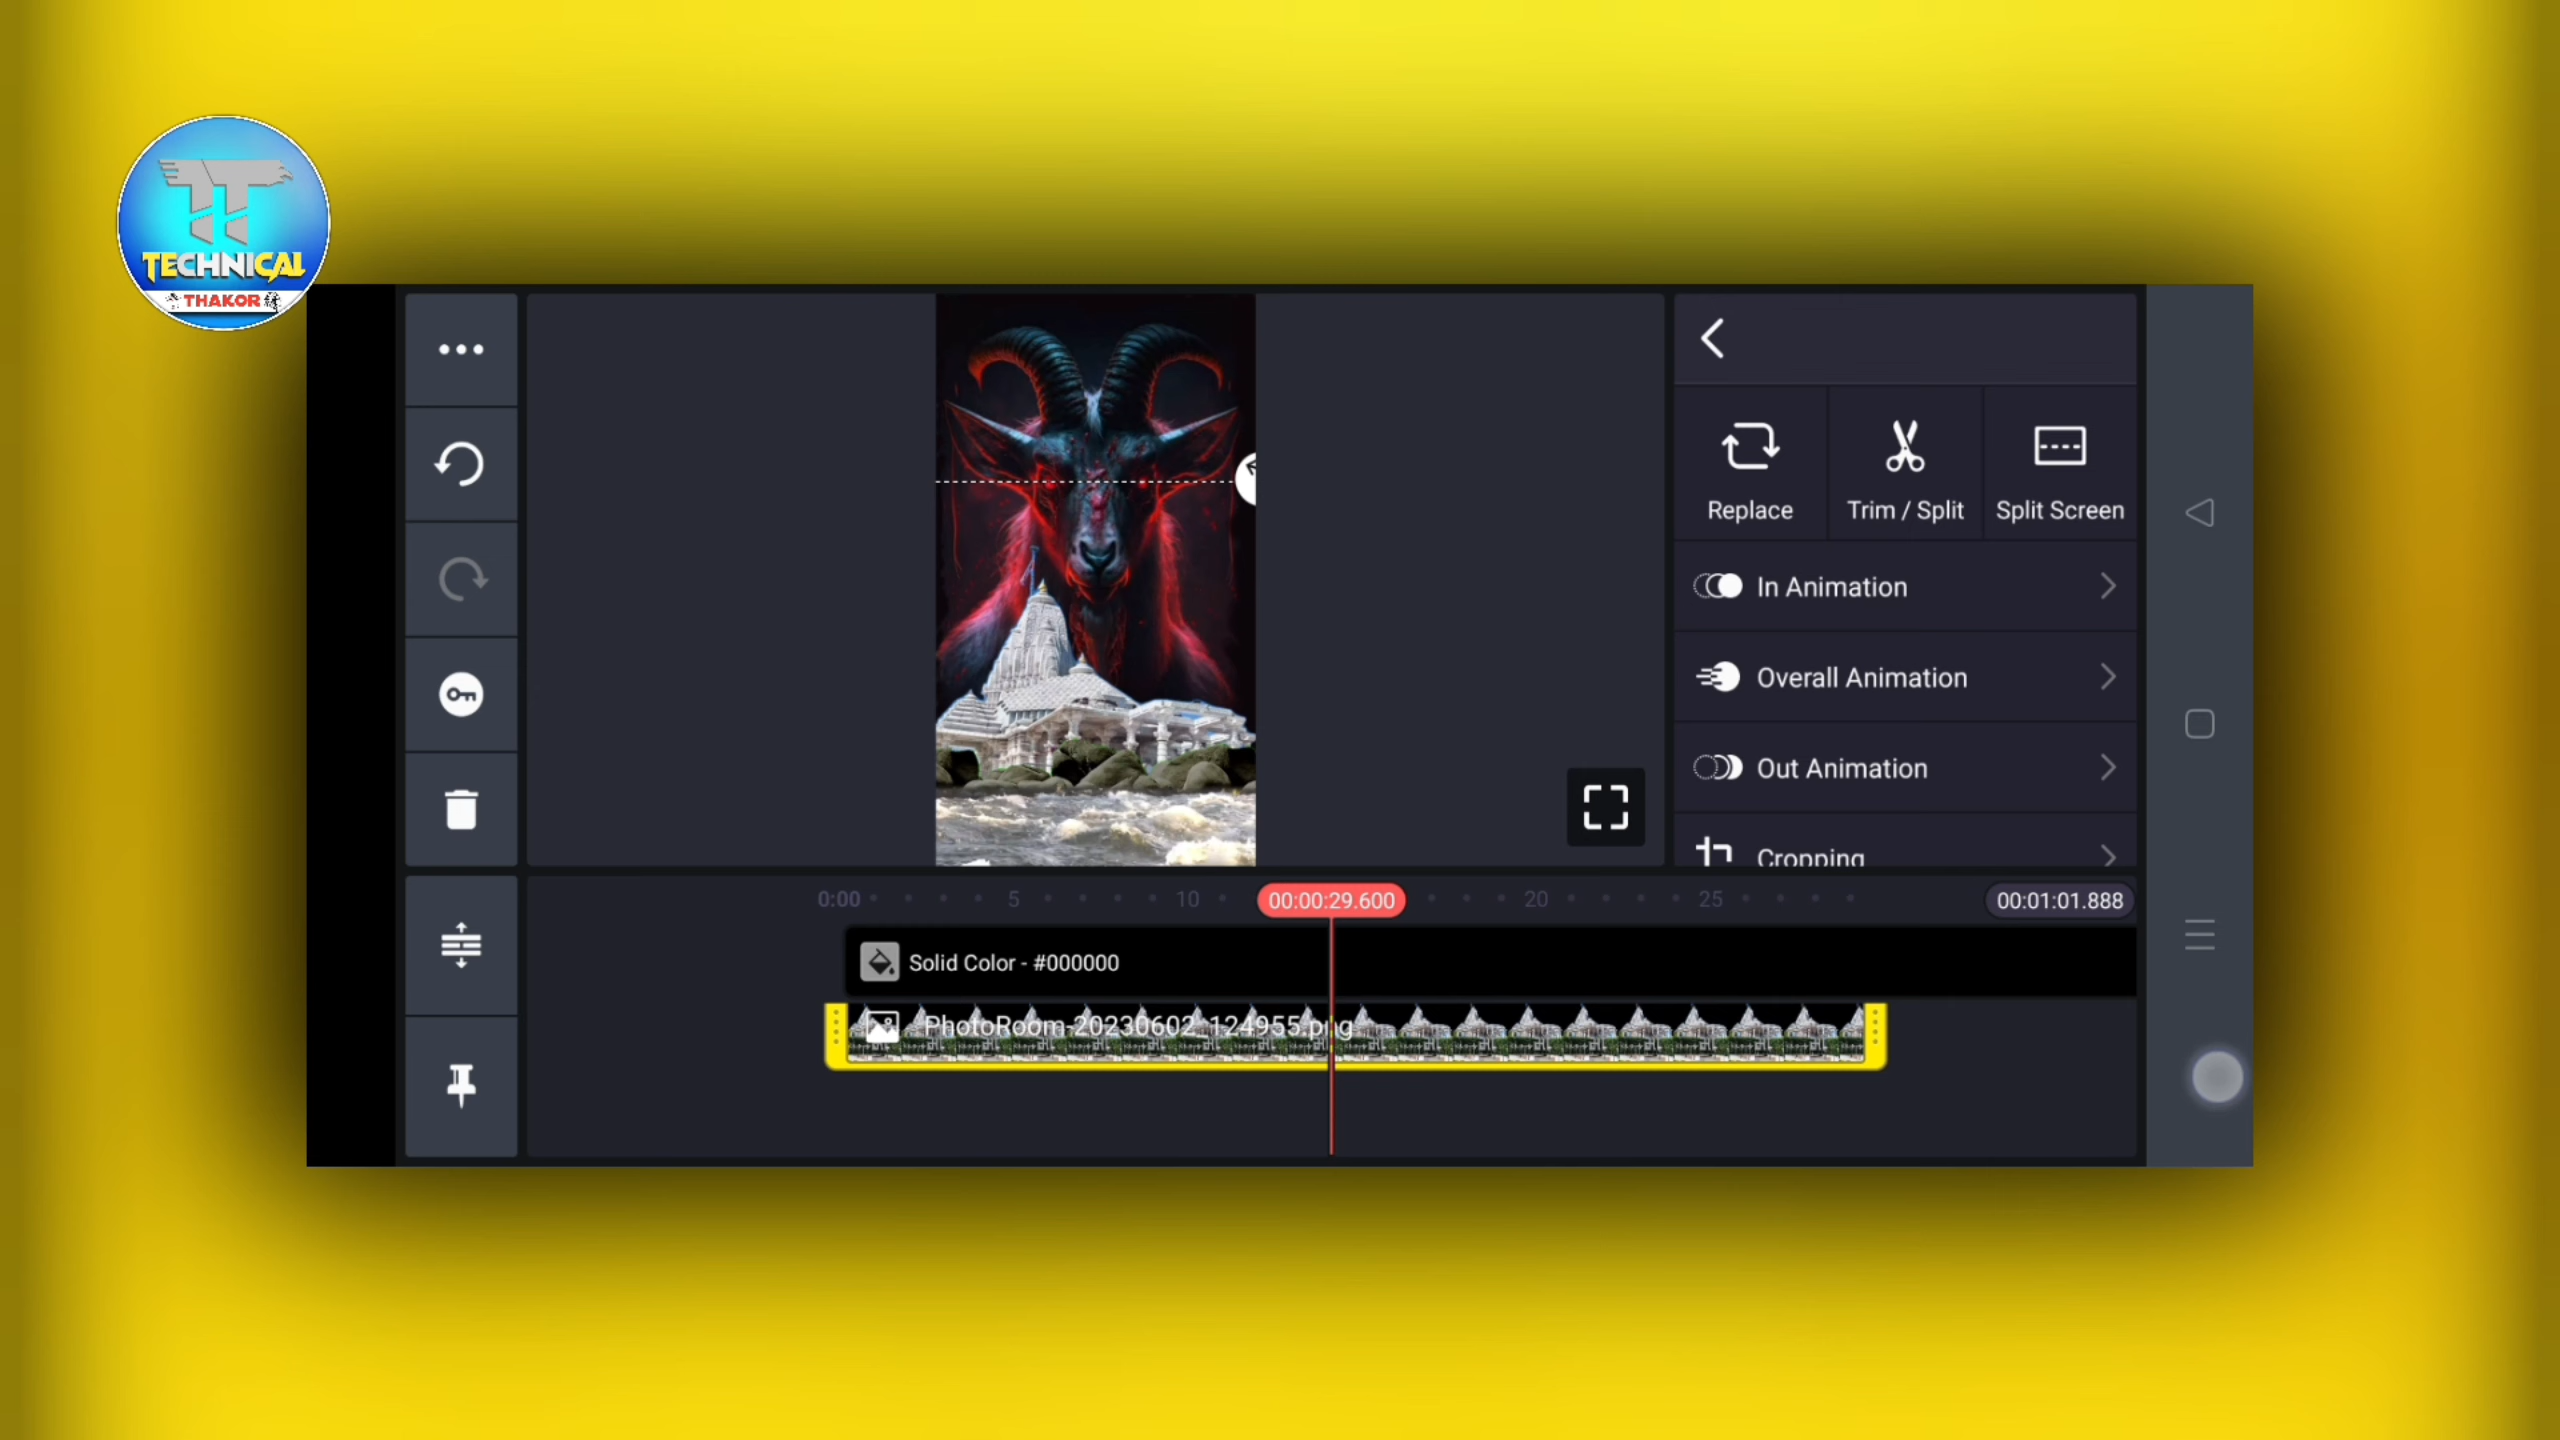 TECHNICAL
THAKOR
Replace
Trim / Split
Split Screen
In Animation
Overall Animation
Out Animation
Cropping
0:00
5
10
00:00:29.600
20
25
00:01:01.888
Solid Color - #000000
PhotoRoom-20230602_124955.png